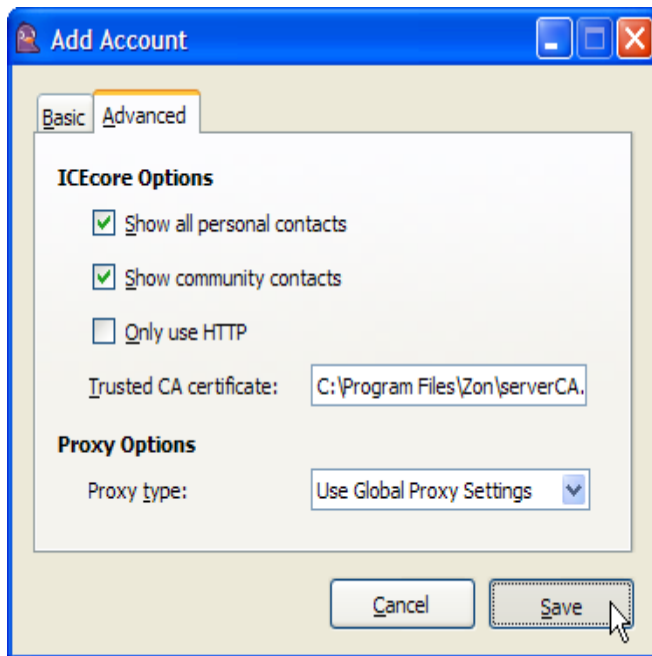 Add Account
Basic Advanced
ICEcore Options
Show all personal contacts
Show community contacts
Only use HTTP
Trusted CA certificate: C:\Program Files\Zon\serverCA.
Proxy Options
Proxy type: Use Global Proxy Settings
Cancel Save